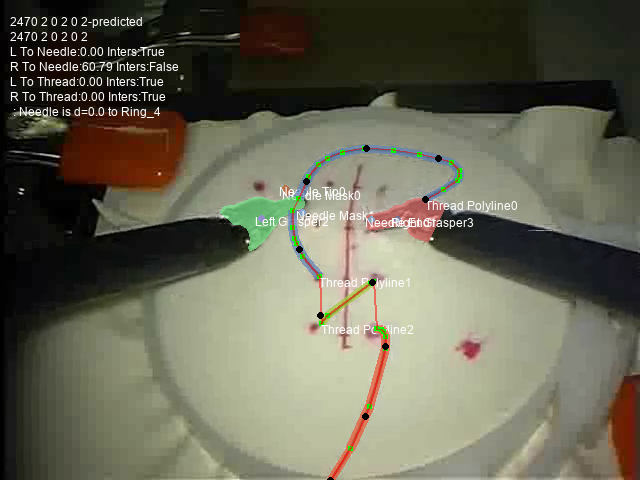 2470 2 0 2 0 2-predicted
2470 2 0 2 0 2
L To Needle:0.00 Inters:True
R To Needle:60.79 Inters:False
L To Thread:0.00 Inters:True
R To Thread:0.00 Inters:True
: Needle is d=0.0 to Ring_4
Needle Tip0
Needle Mask0
Thread Polyline0
Needle Mask
Left G sper2
Needle End
Right Grasper3
Thread Polyline1
Thread Polyline2